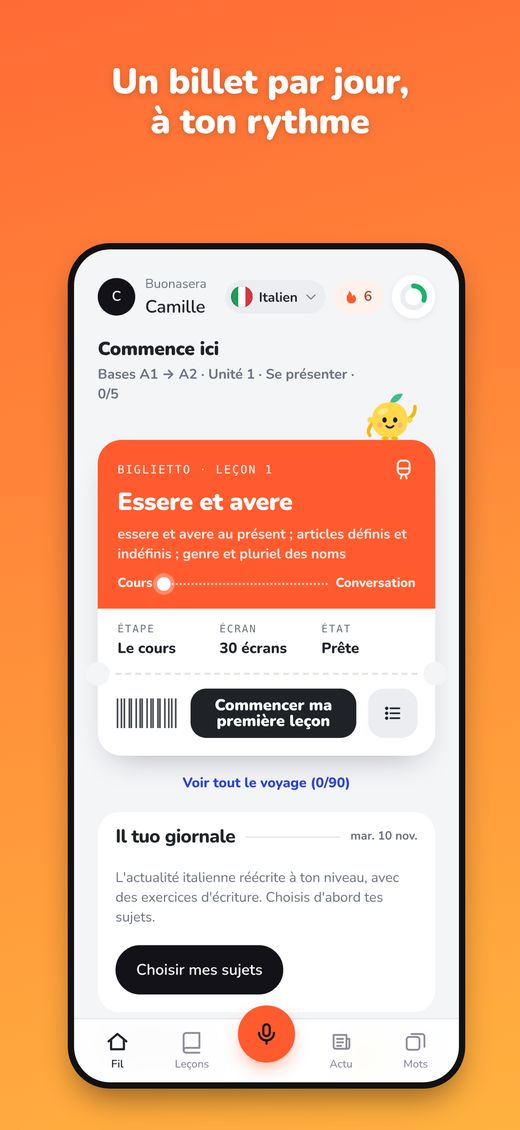 Un billet par jour,
à ton rythme
C
Buonasera
Camille
Italien
6
Commence ici
Bases A1 → A2 · Unité 1 · Se présenter ·
0/5
BIGLIETTO · LEÇON 1
Essere et avere
essere et avere au présent ; articles définis et
indéfinis ; genre et pluriel des noms
Cours
Conversation
ÉTAPE
ÉCRAN
ÉTAT
Le cours
30 écrans
Prête
Commencer ma
première leçon
Voir tout le voyage (0/90)
Il tuo giornale
mar. 10 nov.
L'actualité italienne réécrite à ton niveau, avec
des exercices d'écriture. Choisis d'abord tes
sujets.
Choisir mes sujets
Fil
Leçons
Actu
Mots